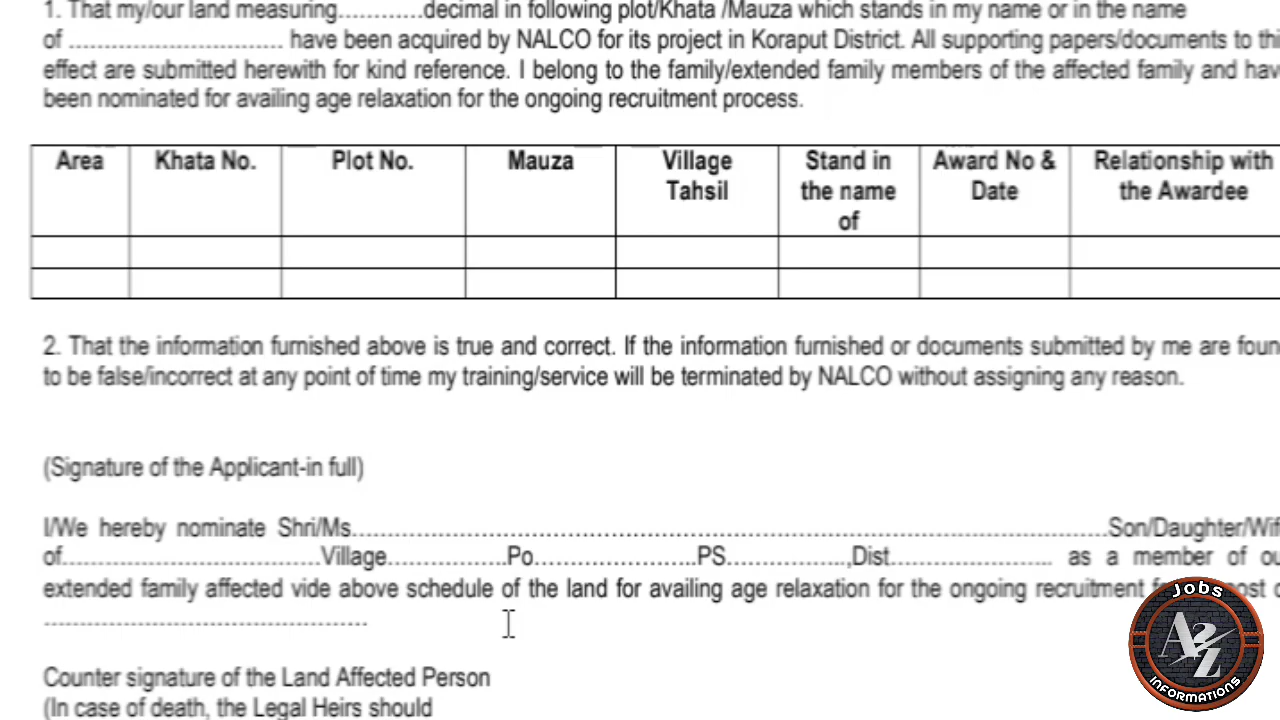 1. That my/our land measuring.............decimal in following plot/Khata /Mauza which stands in my name or in the name
of ................................. have been acquired by NALCO for its project in Koraput District. All supporting papers/documents to thi
effect are submitted herewith for kind reference. I belong to the family/extended family members of the affected family and hav
been nominated for availing age relaxation for the ongoing recruitment process.
Area Khata No. Plot No. Mauza Village Stand in Award No & Relationship with
Tahsil the name Date the Awardee
of
2. That the information furnished above is true and correct. If the information furnished or documents submitted by me are foun
to be false/incorrect at any point of time my training/service will be terminated by NALCO without assigning any reason.
(Signature of the Applicant-in full)
I/We hereby nominate Shri/Ms.....................................................................................................................Son/Daughter/Wif
of........................................Village...................Po.........................PS...................,Dist......................... as a member of ou
extended family affected vide above schedule of the land for availing age relaxation for the ongoing recruitment
..................................................
Counter signature of the Land Affected Person
(In case of death, the Legal Heirs should
Jobs
A2Z
INFORMATIONS